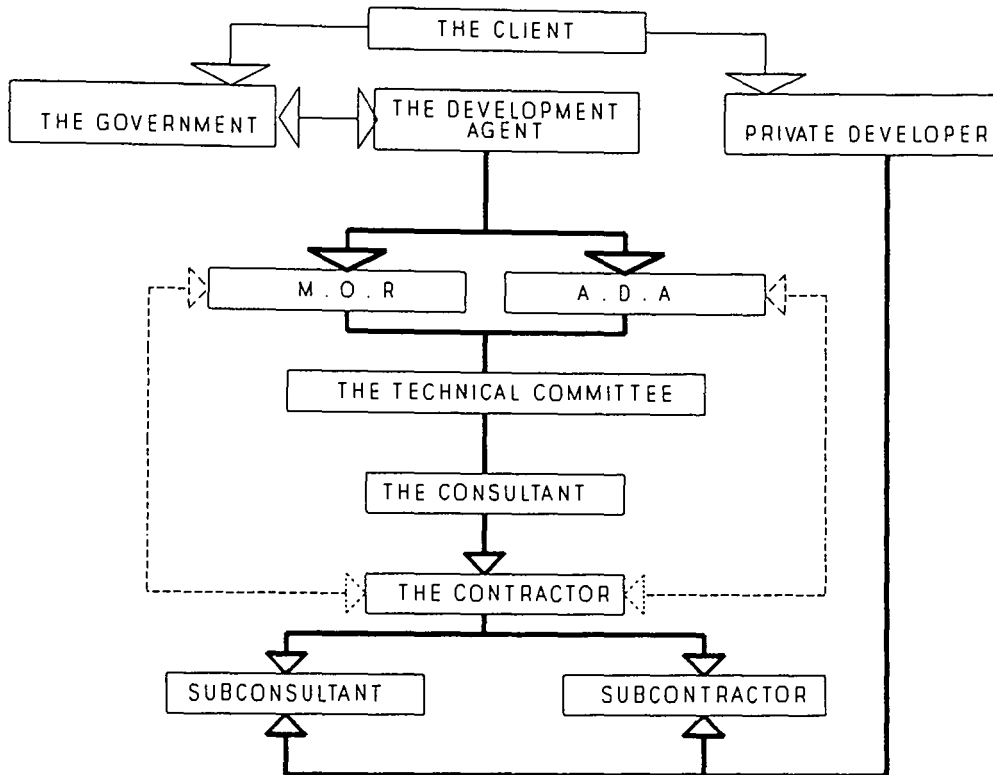 THE CLIENT
THE GOVERNMENT
THE DEVELOPMENT
AGENT
PRIVATE DEVELOPER
M.O.R
A.D.A
THE TECHNICAL COMMITTEE
THE CONSULTANT
THE CONTRACTOR
SUBCONSULTANT
SUBCONTRACTOR